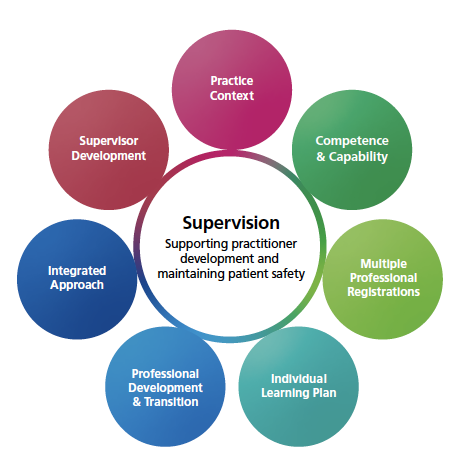 Practice
Context
Competence
& Capability
Multiple
Professional
Registrations
Individual
Learning Plan
Professional
Development
& Transition
Integrated
Approach
Supervisor
Development
Supervision
Supporting practitioner
development and
maintaining patient safety